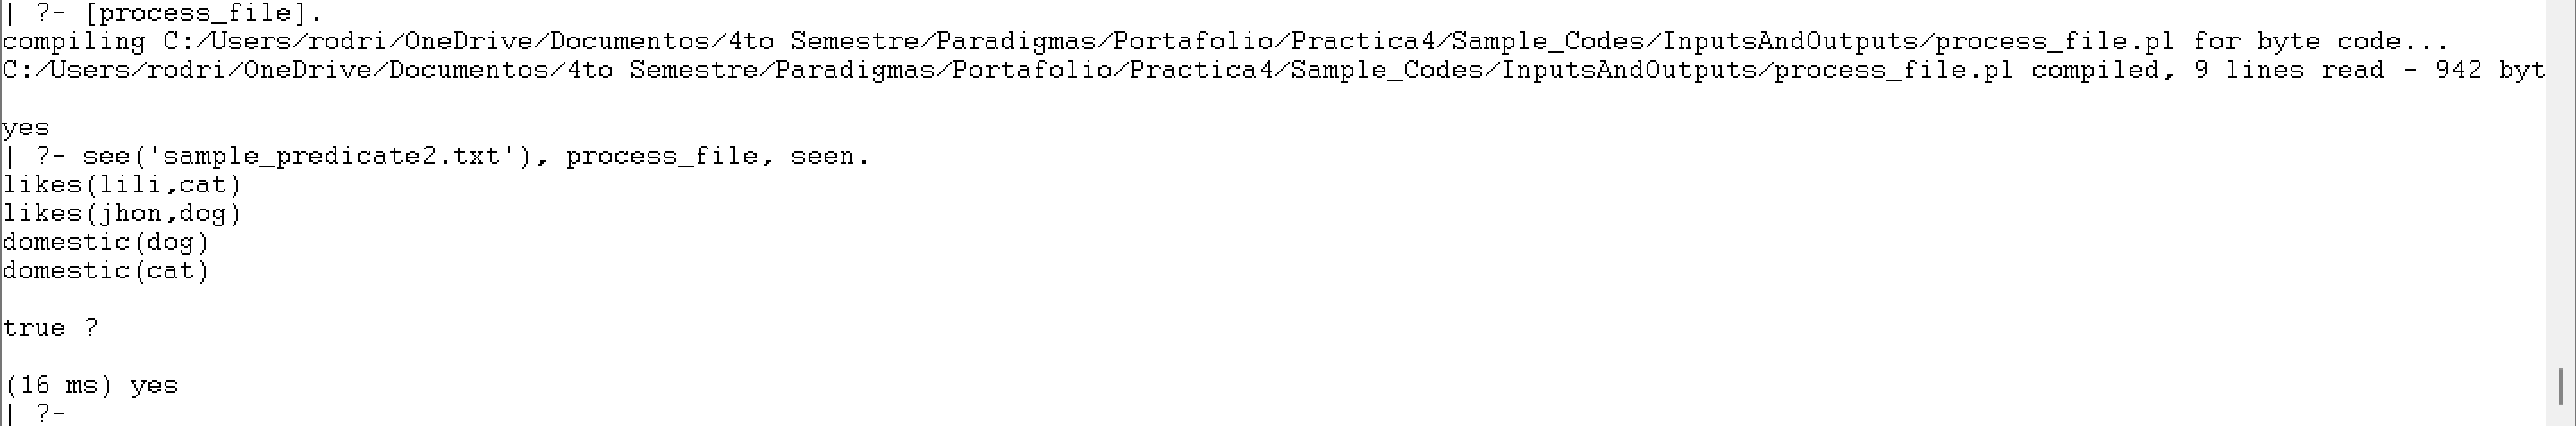 | ?- [process_file].
compiling C:/Users/rodri/OneDrive/Documentos/4to Semestre/Paradigmas/Portafolio/Practica4/Sample_Codes/InputsAndOutputs/process_file.pl for byte code...
C:/Users/rodri/OneDrive/Documentos/4to Semestre/Paradigmas/Portafolio/Practica4/Sample_Codes/InputsAndOutputs/process_file.pl compiled, 9 lines read - 942 byt
yes
| ?- see('sample_predicate2.txt'), process_file, seen.
likes(lili,cat)
likes(jhon,dog)
domestic(dog)
domestic(cat)
true ?
(16 ms) yes
| ?-